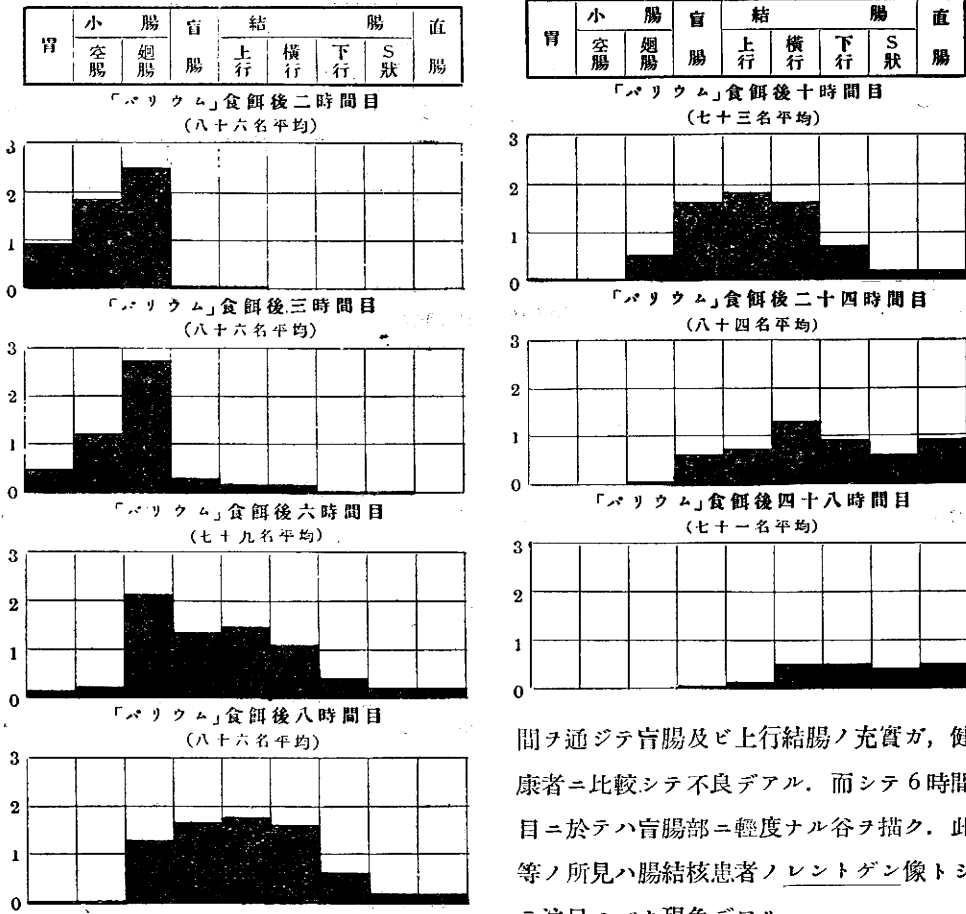 胃 小腸 盲腸 結腸 直腸
空腸 廻腸 上行 横行 下行 S狀
「バリウム」食餌後二時間目
(八十六名平均)
3
2
1
0
「バリウム」食餌後三時間目
(八十六名平均)
3
2
1
0
「バリウム」食餌後六時間目
(七十九名平均)
3
2
1
0
「バリウム」食餌後八時間目
(八十六名平均)
3
2
1
0
胃 小腸 盲腸 結腸 直腸
空腸 廻腸 上行 横行 下行 S狀
「バリウム」食餌後十時間目
(七十三名平均)
3
2
1
0
「バリウム」食餌後二十四時間目
(八十四名平均)
3
2
1
0
「バリウム」食餌後四十八時間目
(七十一名平均)
3
2
1
0
間ヲ通ジテ盲腸及ビ上行結腸ノ充實ガ，健
康者ニ比較シテ不良デアル．而シテ6時間
目ニ於テハ盲腸部ニ輕度ナル谷ヲ描ク．此
等ノ所見ハ腸結核患者ノレントゲン像トシ